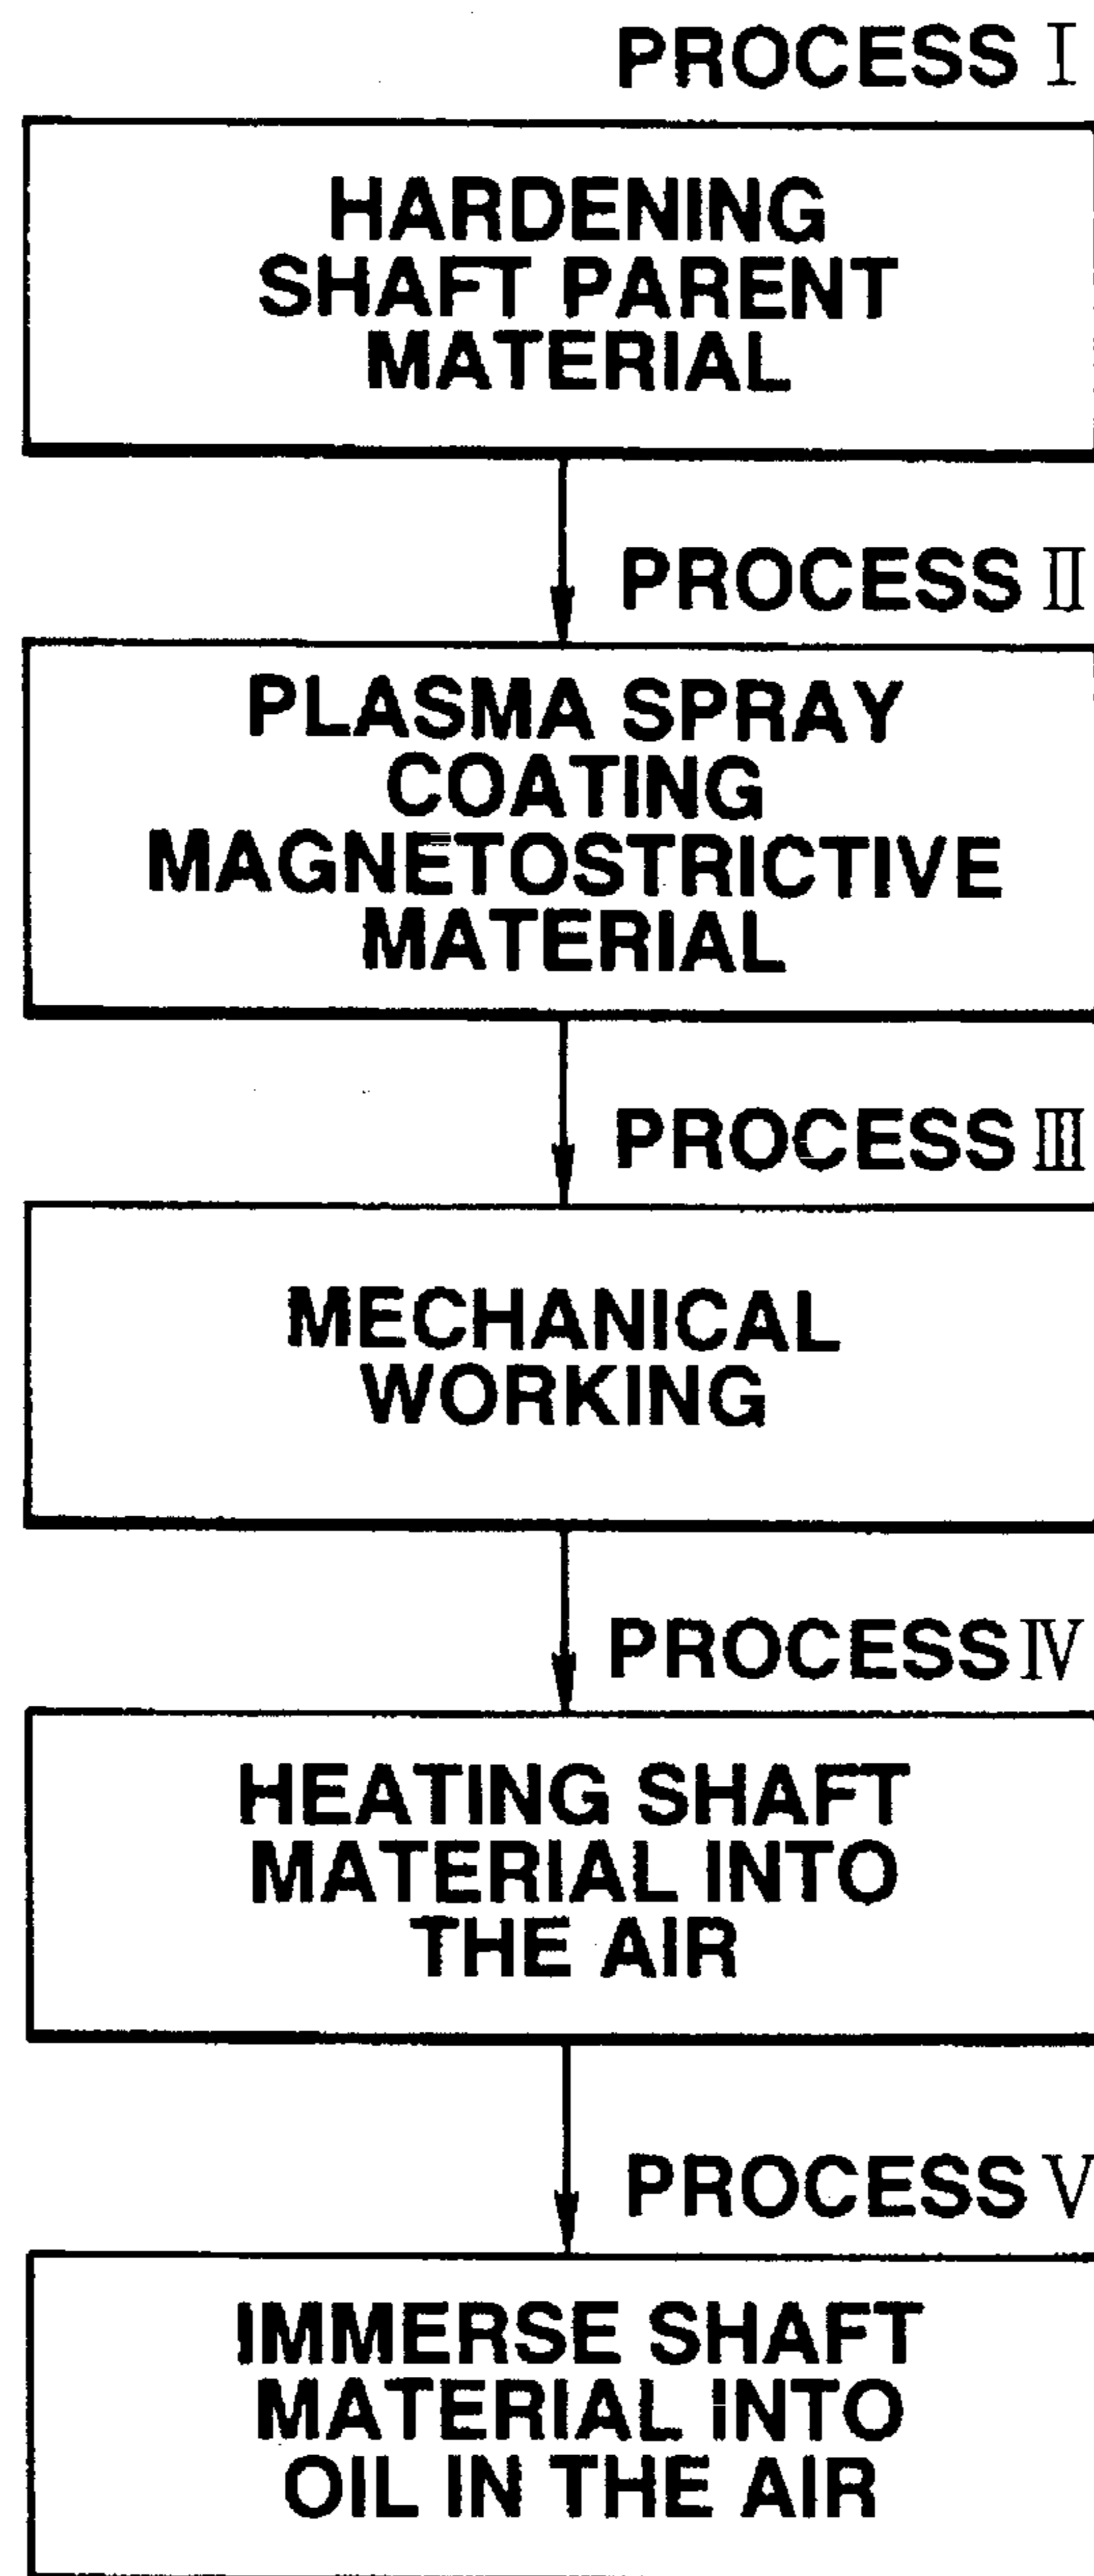 PROCESS I
HARDENING
SHAFT PARENT
MATERIAL
PROCESS II
PLASMA SPRAY
COATING
MAGNETOSTRICTIVE
MATERIAL
PROCESS III
MECHANICAL
WORKING
PROCESS IV
HEATING SHAFT
MATERIAL INTO
THE AIR
PROCESS V
IMMERSE SHAFT
MATERIAL INTO
OIL IN THE AIR